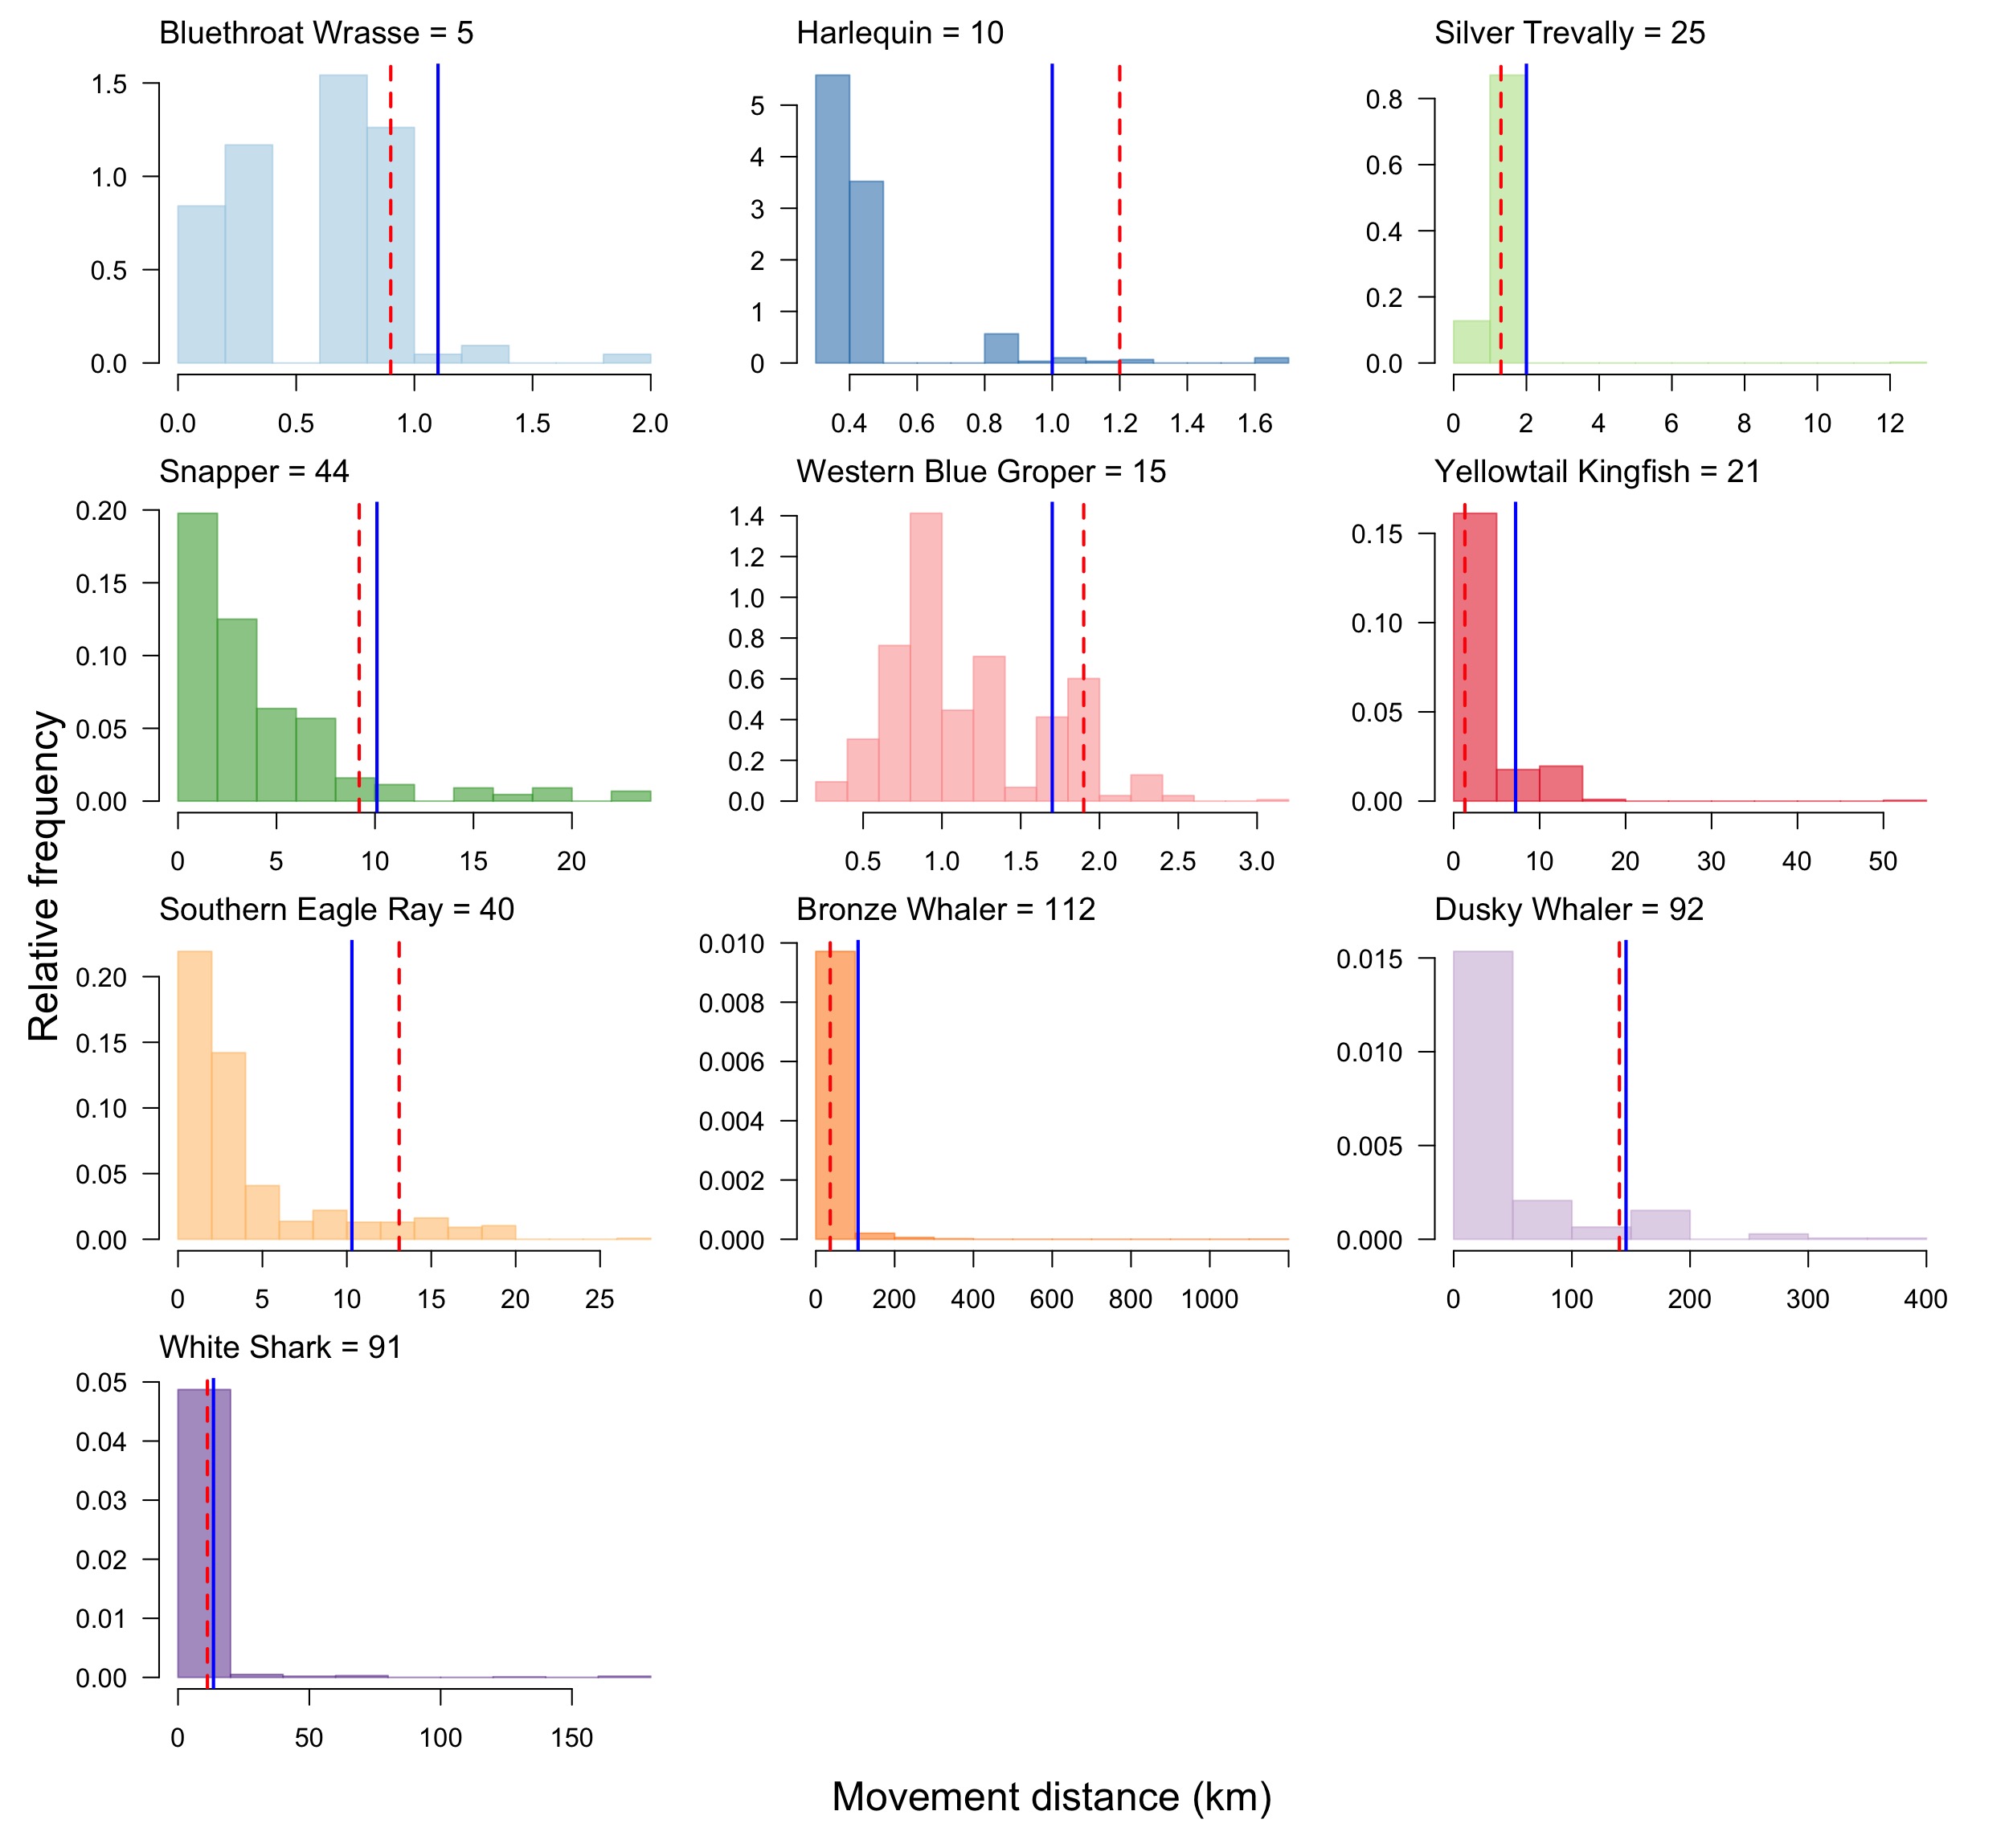 Bluethroat Wrasse = 5
1.5
1.0
0.5
0.0
0.0 0.5 1.0 1.5 2.0
Harlequin = 10
5
4
3
2
1
0
0.4 0.6 0.8 1.0 1.2 1.4 1.6
Silver Trevally = 25
0.8
0.6
0.4
0.2
0.0
0 2 4 6 8 10 12
Snapper = 44
0.20
0.15
0.10
0.05
0.00
0 5 10 15 20
Western Blue Groper = 15
1.4
1.2
1.0
0.8
0.6
0.4
0.2
0.0
0.5 1.0 1.5 2.0 2.5 3.0
Yellowtail Kingfish = 21
0.15
0.10
0.05
0.00
0 10 20 30 40 50
Southern Eagle Ray = 40
0.20
0.15
0.10
0.05
0.00
0 5 10 15 20 25
Bronze Whaler = 112
0.010
0.008
0.006
0.004
0.002
0.000
0 200 400 600 800 1000
Dusky Whaler = 92
0.015
0.010
0.005
0.000
0 100 200 300 400
White Shark = 91
0.05
0.04
0.03
0.02
0.01
0.00
0 50 100 150
Relative frequency
Movement distance (km)